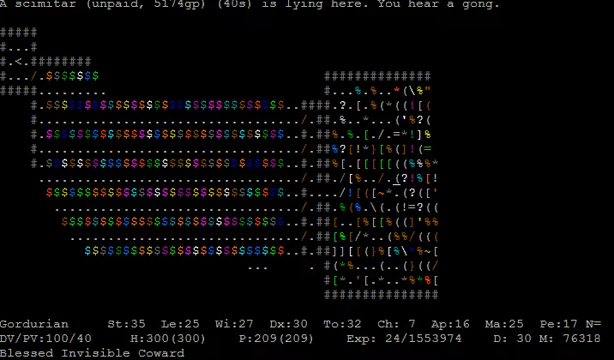 A scimitar (unpaid, 5174gp) (40s) is lying here. You hear a gong.
Gordurian St:35 Le:25 Wi:27 Dx:30 To:32 Ch: 7 Ap:16 Ma:25 Pe:17 N=
DV/PV:100/40 H:300(300) P:209(209) Exp: 24/1553974 D: 30 M: 76318
Blessed Invisible Coward